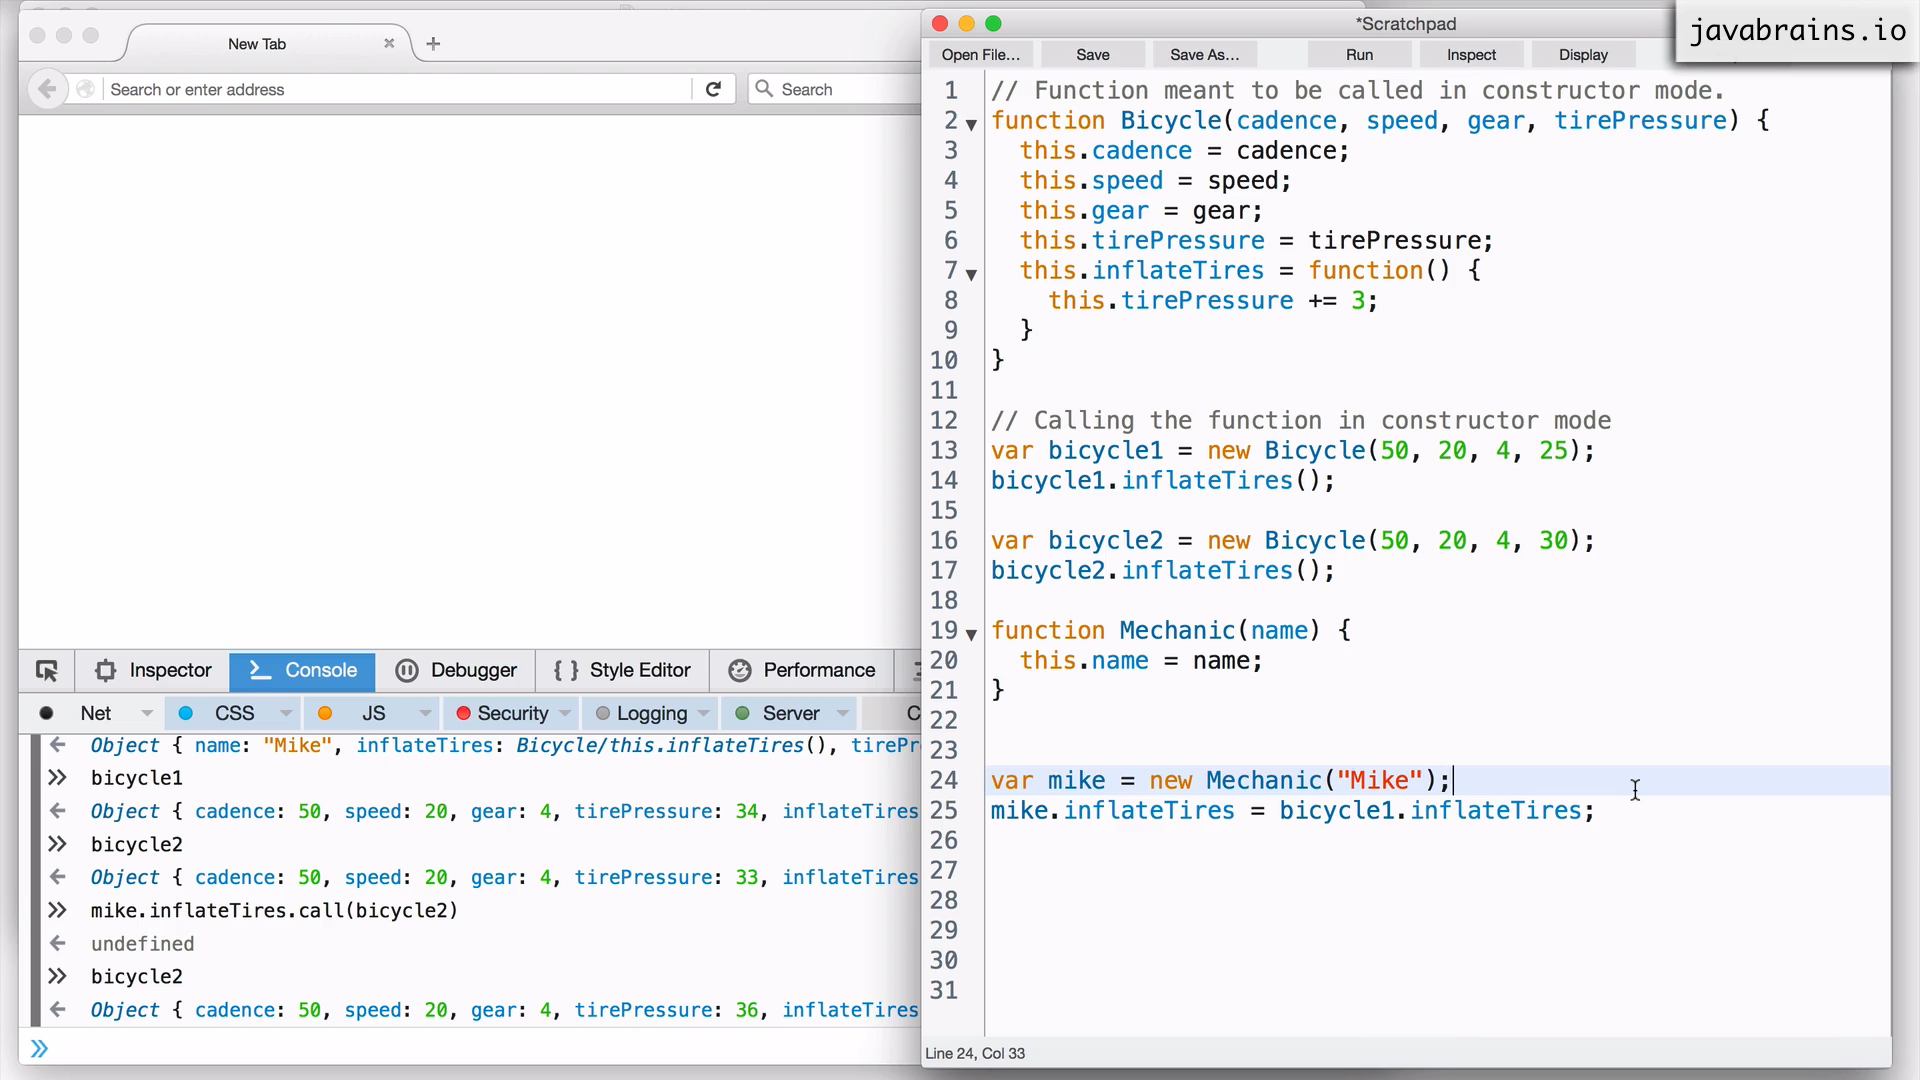 javabrains.io
New Tab
Search or enter address
Search
Inspector
Console
Debugger
Style Editor
Performance
Net
CSS
JS
Security
Logging
Server
C
Object { name: "Mike", inflateTires: Bicycle/this.inflateTires(), tirePr
bicycle1
Object { cadence: 50, speed: 20, gear: 4, tirePressure: 34, inflateTires
bicycle2
Object { cadence: 50, speed: 20, gear: 4, tirePressure: 33, inflateTires
mike.inflateTires.call(bicycle2)
undefined
bicycle2
Object { cadence: 50, speed: 20, gear: 4, tirePressure: 36, inflateTires
*Scratchpad
Open File...
Save
Save As...
Run
Inspect
Display
1 // Function meant to be called in constructor mode.
2 function Bicycle(cadence, speed, gear, tirePressure) {
3 this.cadence = cadence;
4 this.speed = speed;
5 this.gear = gear;
6 this.tirePressure = tirePressure;
7 this.inflateTires = function() {
8 this.tirePressure += 3;
9 }
10 }
11
12 // Calling the function in constructor mode
13 var bicycle1 = new Bicycle(50, 20, 4, 25);
14 bicycle1.inflateTires();
15
16 var bicycle2 = new Bicycle(50, 20, 4, 30);
17 bicycle2.inflateTires();
18
19 function Mechanic(name) {
20 this.name = name;
21 }
22
23
24 var mike = new Mechanic("Mike");
25 mike.inflateTires = bicycle1.inflateTires;
26
27
28
29
30
31
Line 24, Col 33